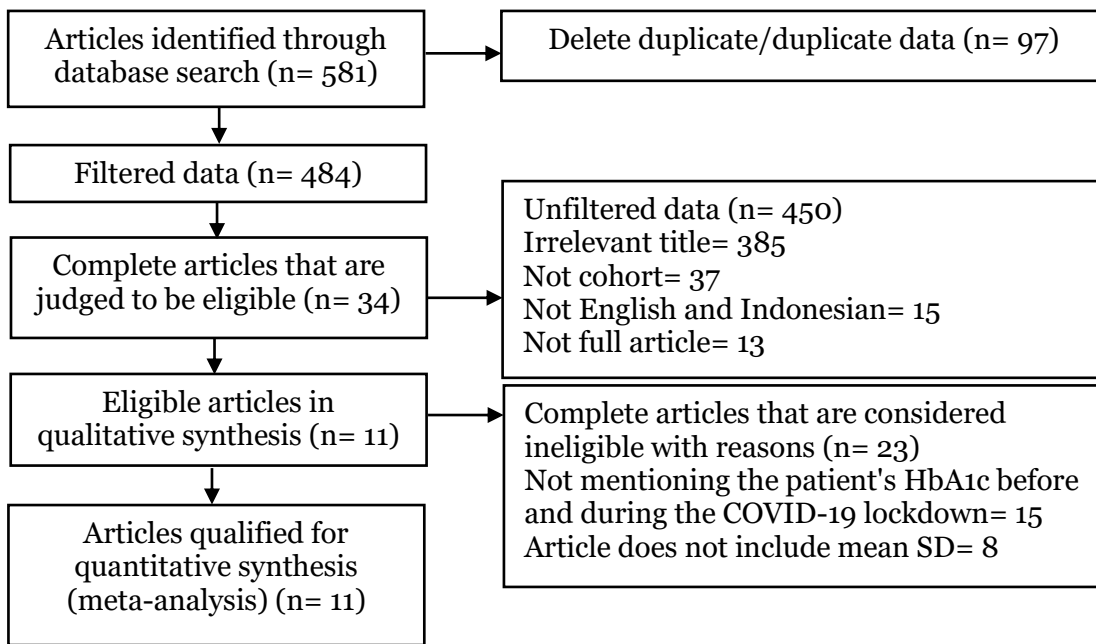 Articles identified through
database search (n= 581)
Delete duplicate/duplicate data (n= 97)
Filtered data (n= 484)
Unfiltered data (n= 450)
Irrelevant title= 385
Not cohort= 37
Not English and Indonesian= 15
Not full article= 13
Complete articles that are
judged to be eligible (n= 34)
Eligible articles in
qualitative synthesis (n= 11)
Complete articles that are considered
ineligible with reasons (n= 23)
Not mentioning the patient's HbA1c before
and during the COVID-19 lockdown= 15
Article does not include mean SD= 8
Articles qualified for
quantitative synthesis
(meta-analysis) (n= 11)